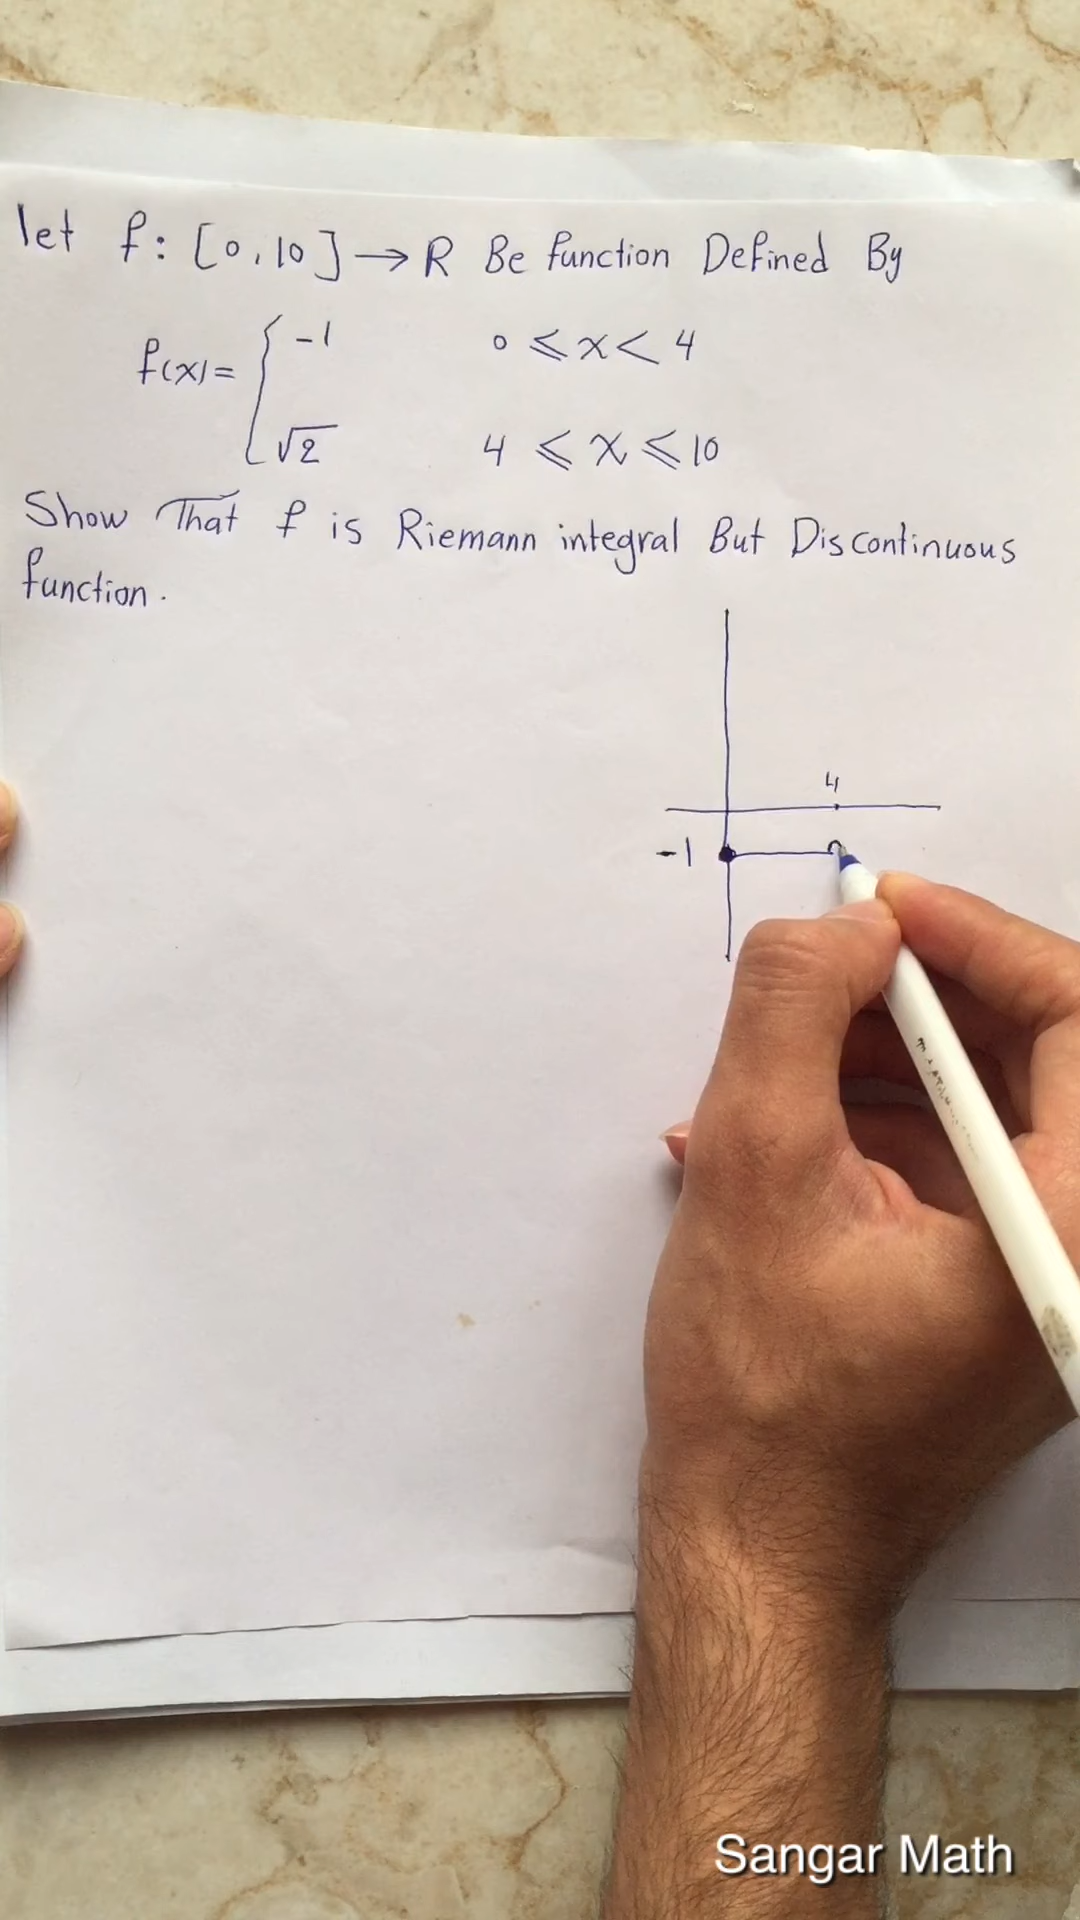 let f: [0,10] → R Be function Defined By
f(x)= { -1 0 ⩽ x < 4
√2 4 ⩽ x ⩽ 10
Show That f is Riemann integral But Discontinuous
function.
4
-1
Sangar Math